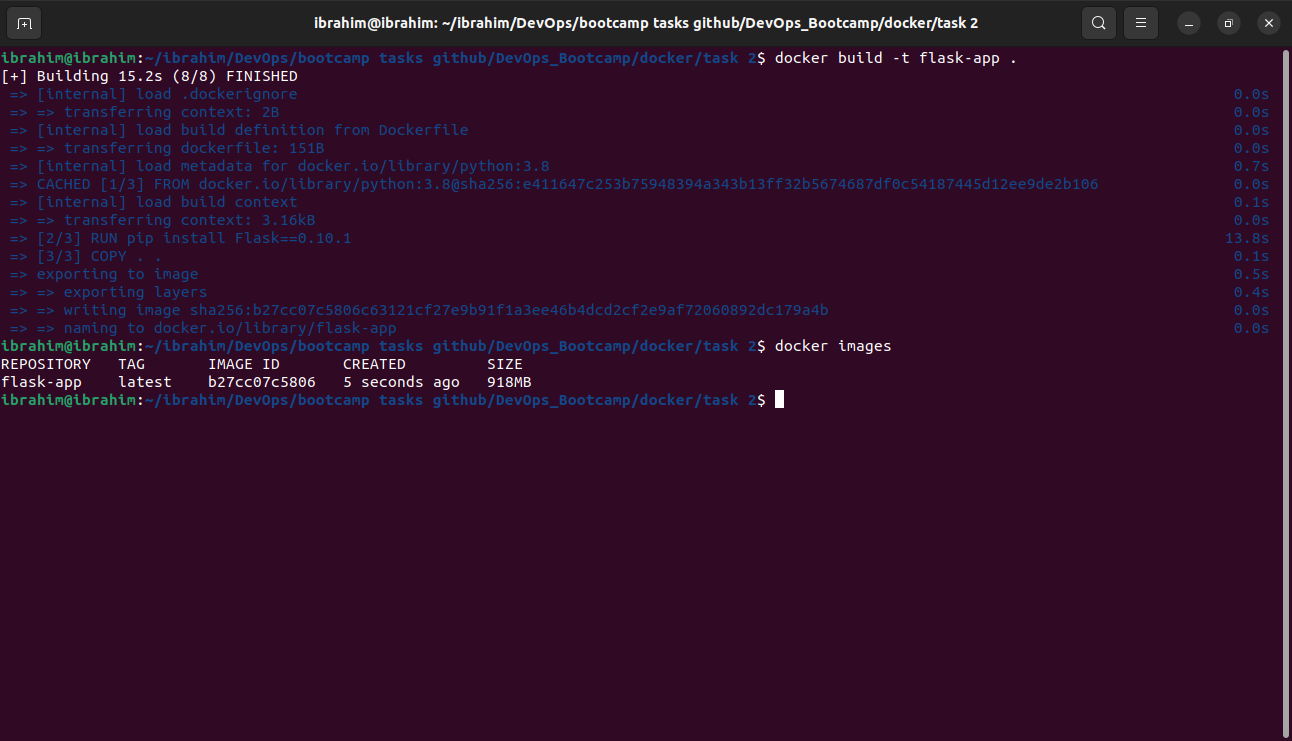 ibrahim@ibrahim: ~/ibrahim/DevOps/bootcamp tasks github/DevOps_Bootcamp/docker/task 2
ibrahim@ibrahim:~/ibrahim/DevOps/bootcamp tasks github/DevOps_Bootcamp/docker/task 2$ docker build -t flask-app .
[+] Building 15.2s (8/8) FINISHED
=> [internal] load .dockerignore 0.0s
=> => transferring context: 2B 0.0s
=> [internal] load build definition from Dockerfile 0.0s
=> => transferring dockerfile: 151B 0.0s
=> [internal] load metadata for docker.io/library/python:3.8 0.7s
=> CACHED [1/3] FROM docker.io/library/python:3.8@sha256:e411647c253b75948394a343b13ff32b5674687df0c54187445d12ee9de2b106 0.0s
=> [internal] load build context 0.1s
=> => transferring context: 3.16kB 0.0s
=> [2/3] RUN pip install Flask==0.10.1 13.8s
=> [3/3] COPY . . 0.1s
=> exporting to image 0.5s
=> => exporting layers 0.4s
=> => writing image sha256:b27cc07c5806c63121cf27e9b91f1a3ee46b4dcd2cf2e9af72060892dc179a4b 0.0s
=> => naming to docker.io/library/flask-app 0.0s
ibrahim@ibrahim:~/ibrahim/DevOps/bootcamp tasks github/DevOps_Bootcamp/docker/task 2$ docker images
REPOSITORY TAG IMAGE ID CREATED SIZE
flask-app latest b27cc07c5806 5 seconds ago 918MB
ibrahim@ibrahim:~/ibrahim/DevOps/bootcamp tasks github/DevOps_Bootcamp/docker/task 2$